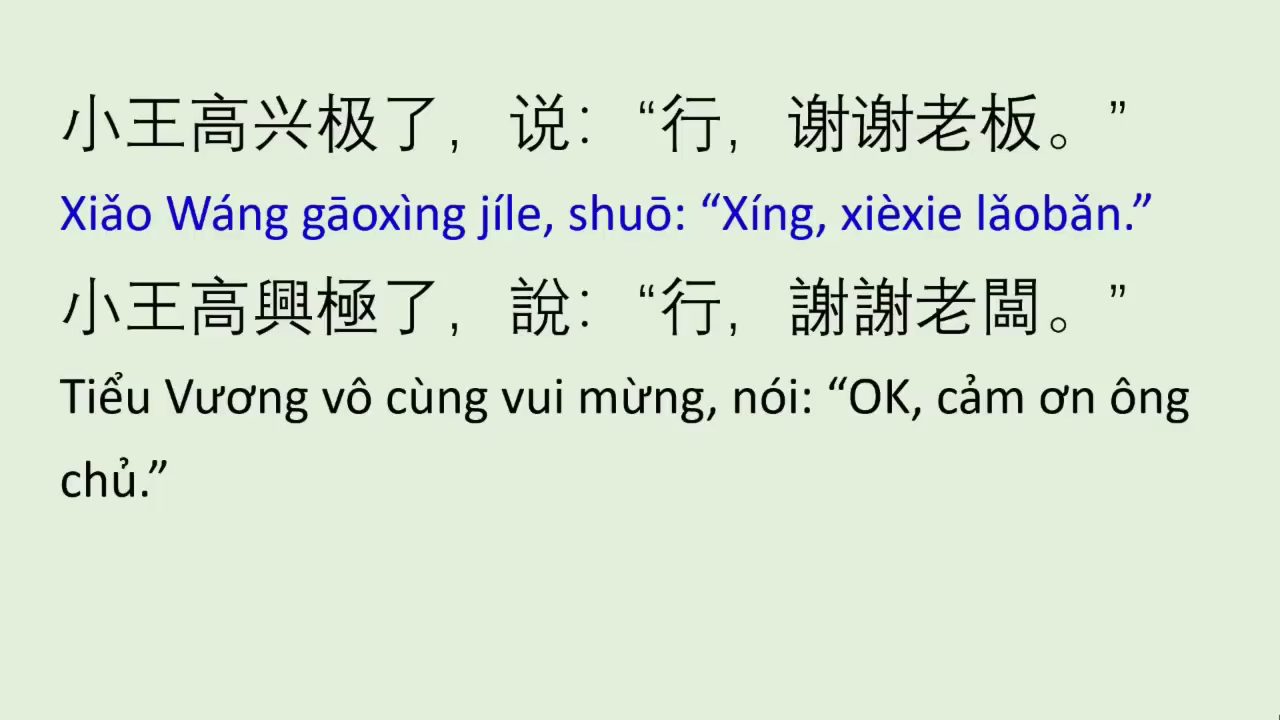 小王高兴极了，说：“行，谢谢老板。”
Xiǎo Wáng gāoxìng jíle, shuō: “Xíng, xièxie lǎobǎn.”
小王高興極了，說：“行，謝謝老闆。”
Tiểu Vương vô cùng vui mừng, nói: “OK, cảm ơn ông
chủ.”